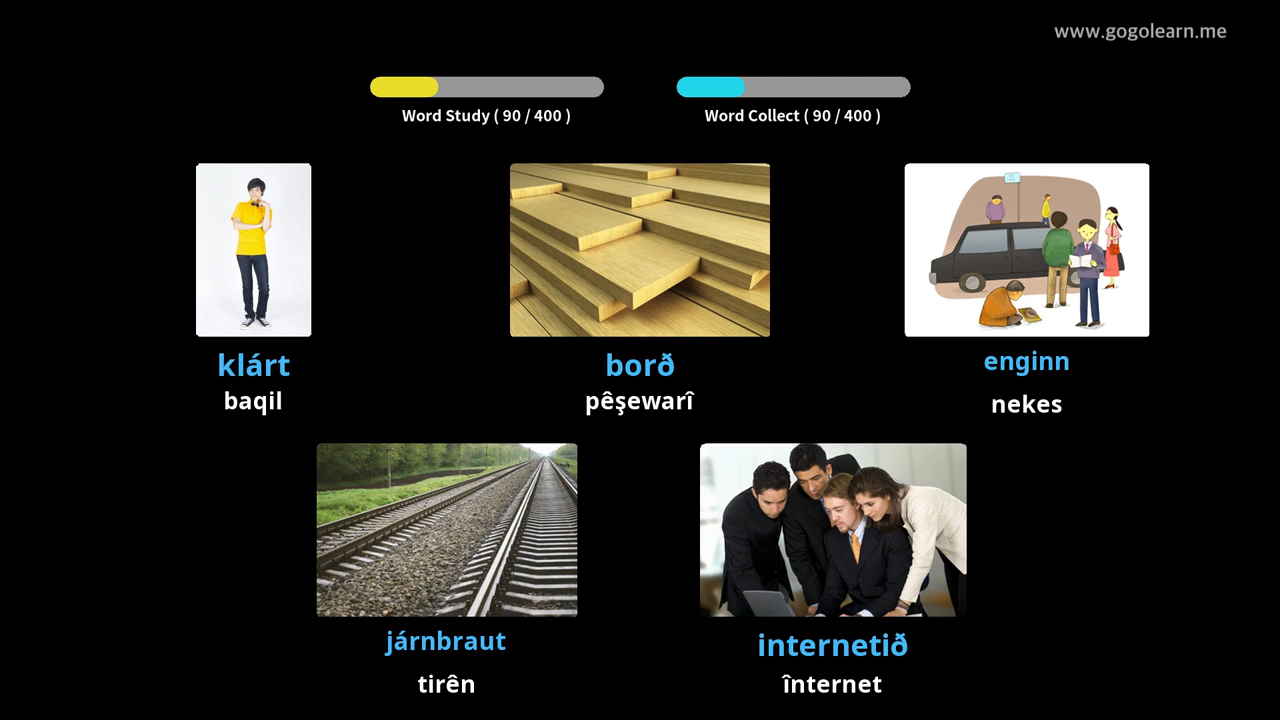 www.gogolearn.me
Word Study ( 90 / 400 )
Word Collect ( 90 / 400 )
klárt
baqil
borð
pêşewarî
enginn
nekes
járnbraut
tirên
internetið
înternet